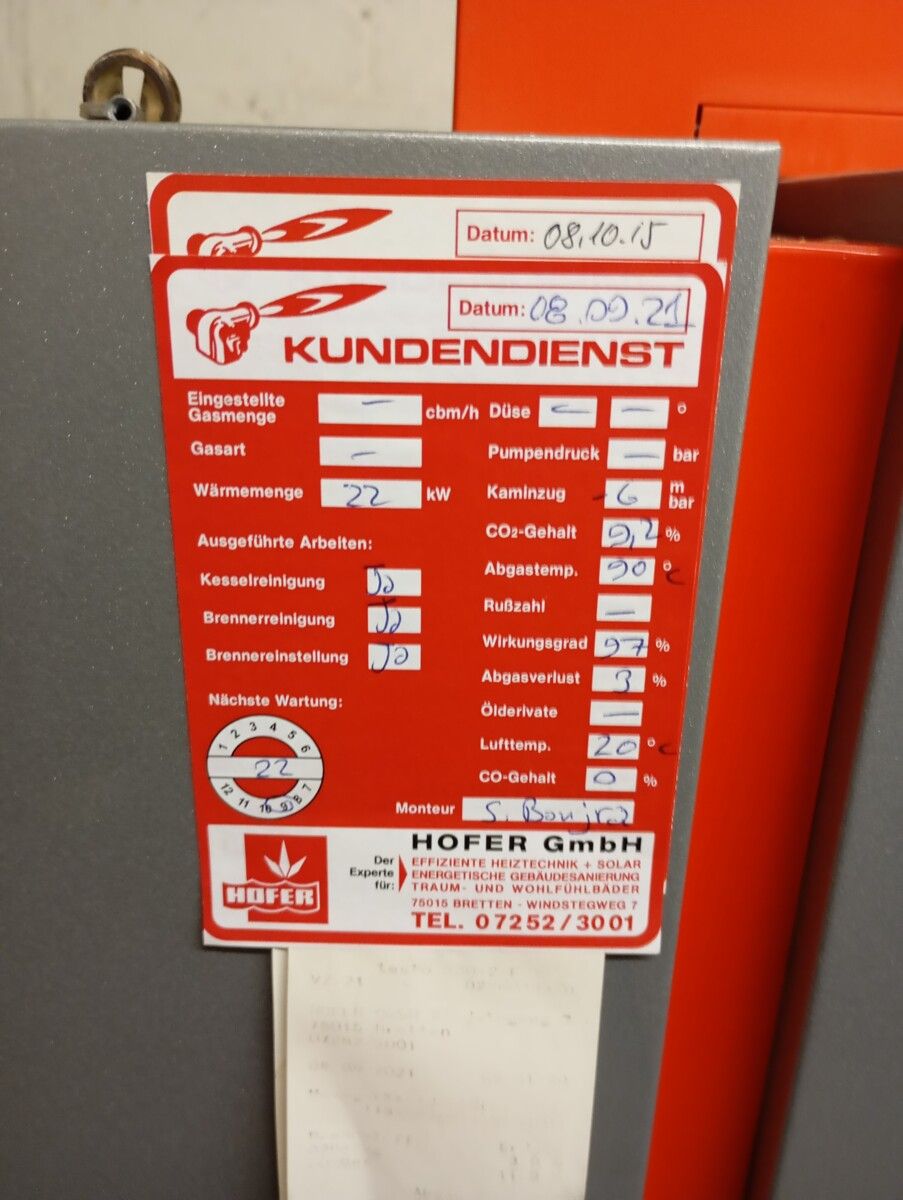 Datum: 08.10.15
Datum: 08.09.21
KUNDENDIENST
Eingestellte Gasmenge — cbm/h
Gasart —
Wärmemenge 22 kW
Ausgeführte Arbeiten:
Kesselreinigung Ja
Brennerreinigung Ja
Brennereinstellung Ja
Nächste Wartung:
1 2 3 4 5 6
22
12 11 10 9 8 7
Düse — — °
Pumpendruck — bar
Kaminzug -6 m bar
CO2-Gehalt 9,2 %
Abgastemp. 90 °C
Rußzahl —
Wirkungsgrad 97 %
Abgasverlust 3 %
Ölderivate —
Lufttemp. 20 °C
CO-Gehalt 0 %
Monteur S.
HOFER
Der Experte für:
HOFER GmbH
EFFIZIENTE HEIZTECHNIK + SOLAR
ENERGETISCHE GEBÄUDESANIERUNG
TRAUM- UND WOHLFÜHLBÄDER
75015 BRETTEN - WINDSTEGWEG 7
TEL. 07252/3001
75015 Bretten